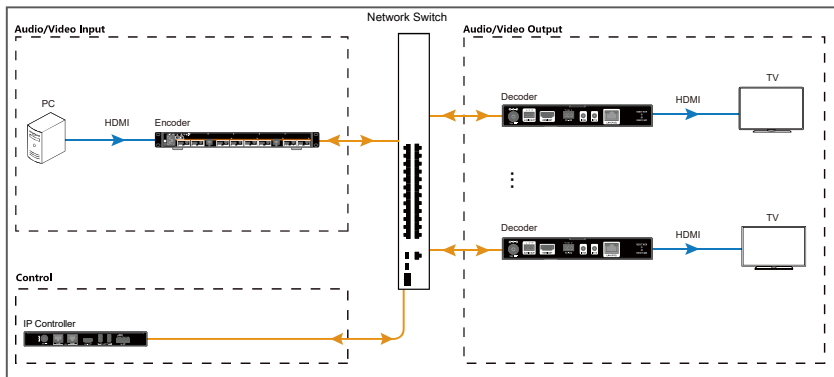 Network Switch
Audio/Video Input
Audio/Video Output
PC
HDMI
Encoder
Decoder
HDMI
TV
Decoder
HDMI
TV
Control
IP Controller